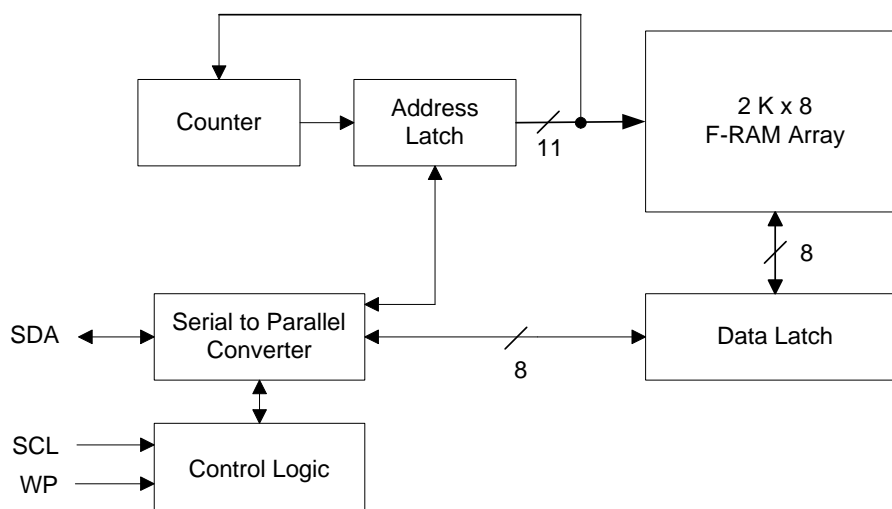 Counter
Address
Latch
11
2 K x 8
F-RAM Array
8
SDA
Serial to Parallel
Converter
8
Data Latch
SCL
WP
Control Logic